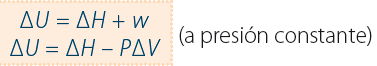 ΔU = ΔH + w
ΔU = ΔH – PΔV (a presión constante)